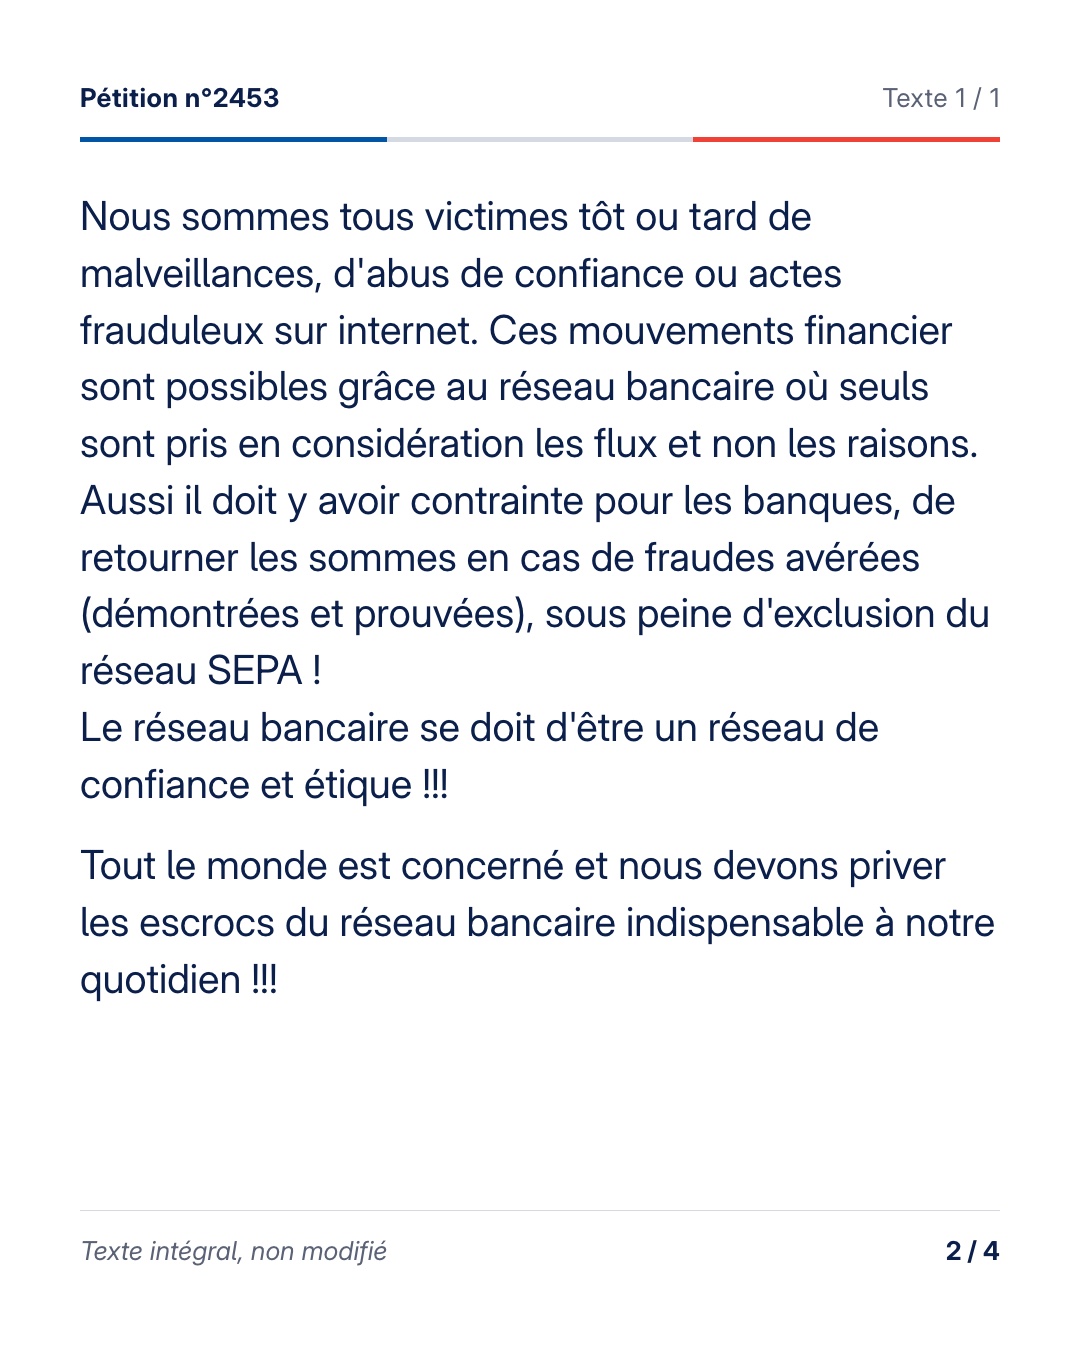 Pétition n°2453
Texte 1 / 1
Nous sommes tous victimes tôt ou tard de
malveillances, d'abus de confiance ou actes
frauduleux sur internet. Ces mouvements financier
sont possibles grâce au réseau bancaire où seuls
sont pris en considération les flux et non les raisons.
Aussi il doit y avoir contrainte pour les banques, de
retourner les sommes en cas de fraudes avérées
(démontrées et prouvées), sous peine d'exclusion du
réseau SEPA !
Le réseau bancaire se doit d'être un réseau de
confiance et étique !!!
Tout le monde est concerné et nous devons priver
les escrocs du réseau bancaire indispensable à notre
quotidien !!!
Texte intégral, non modifié
2 / 4